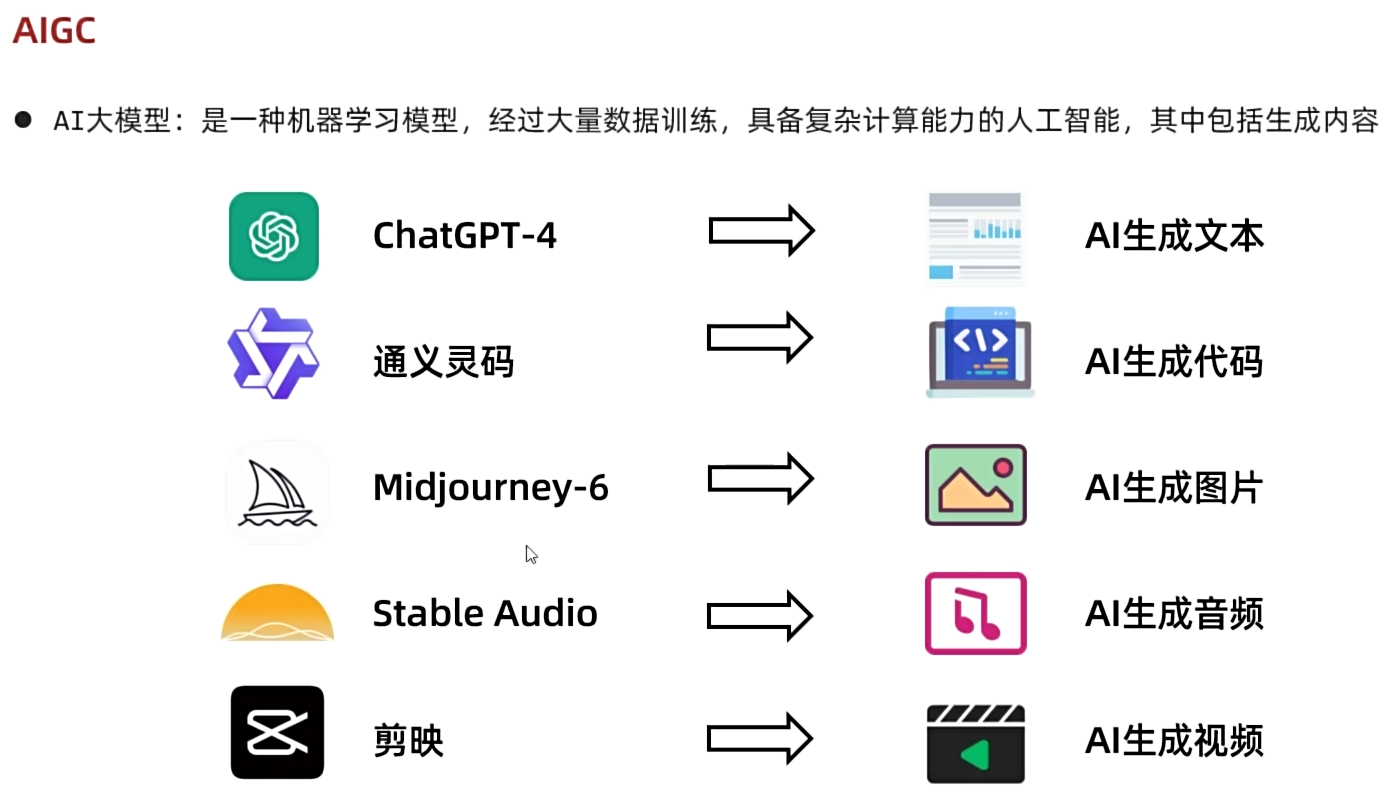 AIGC
AI大模型：是一种机器学习模型，经过大量数据训练，具备复杂计算能力的人工智能，其中包括生成内容
ChatGPT-4 AI生成文本
通义灵码 AI生成代码
Midjourney-6 AI生成图片
Stable Audio AI生成音频
剪映 AI生成视频